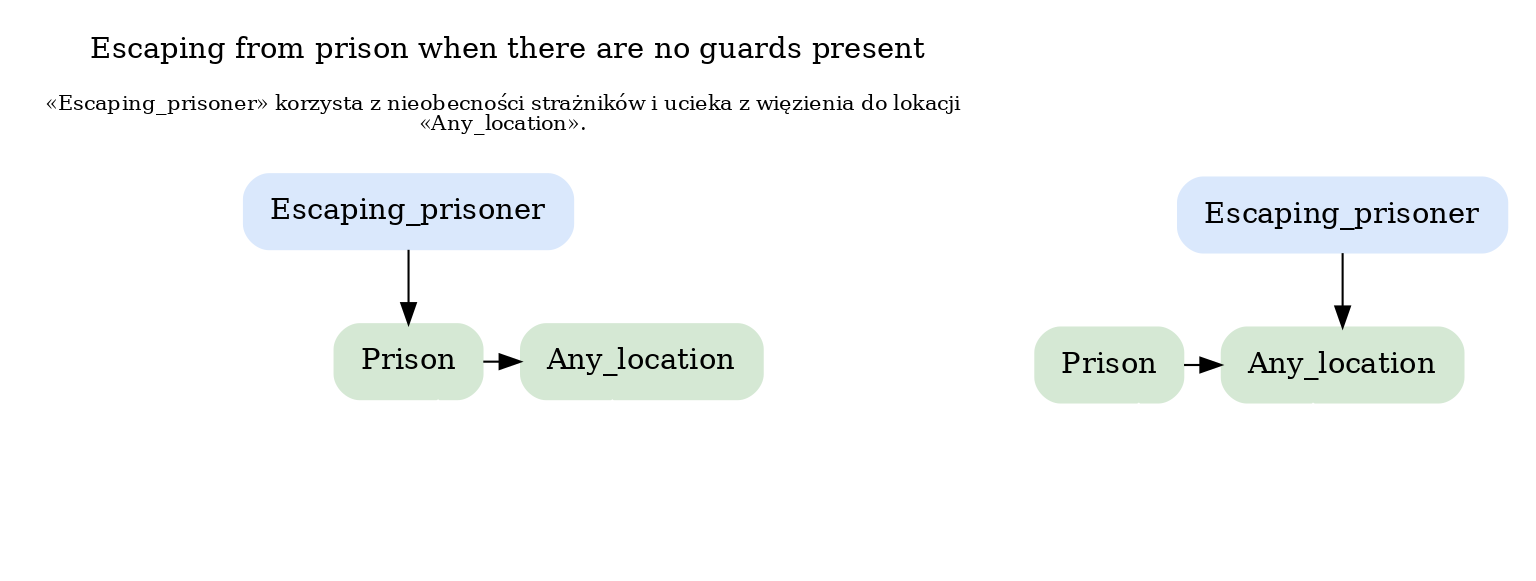 Escaping from prison when there are no guards present
«Escaping_prisoner» korzysta z nieobecności strażników i ucieka z więzienia do lokacji
«Any_location».
Escaping_prisoner
Prison
Any_location
Escaping_prisoner
Prison
Any_location